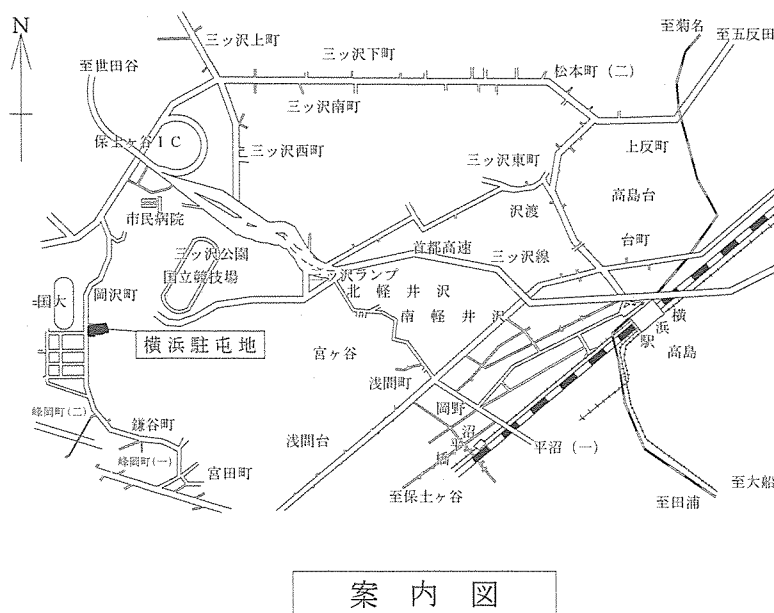 N
三ッ沢上町
至菊名
至五反田
三ッ沢下町
至世田谷
松本町（二）
三ッ沢南町
保土ヶ谷ＩＣ
三ッ沢西町
三ッ沢東町
上反町
高島台
沢渡
市民病院
台町
三ッ沢公園
首都高速
三ッ沢線
国立競技場
三ッ沢ランプ
国大
岡沢町
北軽井沢
南軽井沢
横浜駅
高島
横浜駐屯地
宮ヶ谷
浅間町
岡野
峰岡町（二）
鎌谷町
浅間台
平沼橋
平沼（一）
峰岡町（一）
宮田町
至保土ヶ谷
至田浦
至大船
案内図